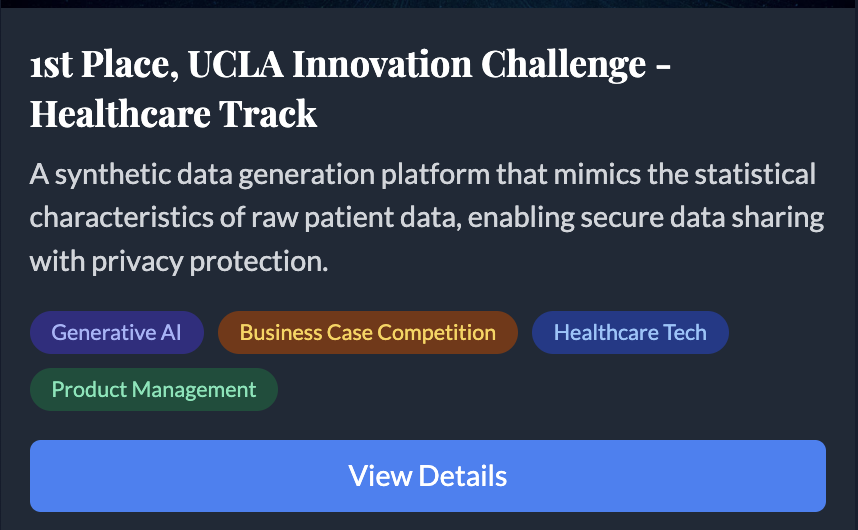 1st Place, UCLA Innovation Challenge -
Healthcare Track
A synthetic data generation platform that mimics the statistical
characteristics of raw patient data, enabling secure data sharing
with privacy protection.
Generative AI
Business Case Competition
Healthcare Tech
Product Management
View Details